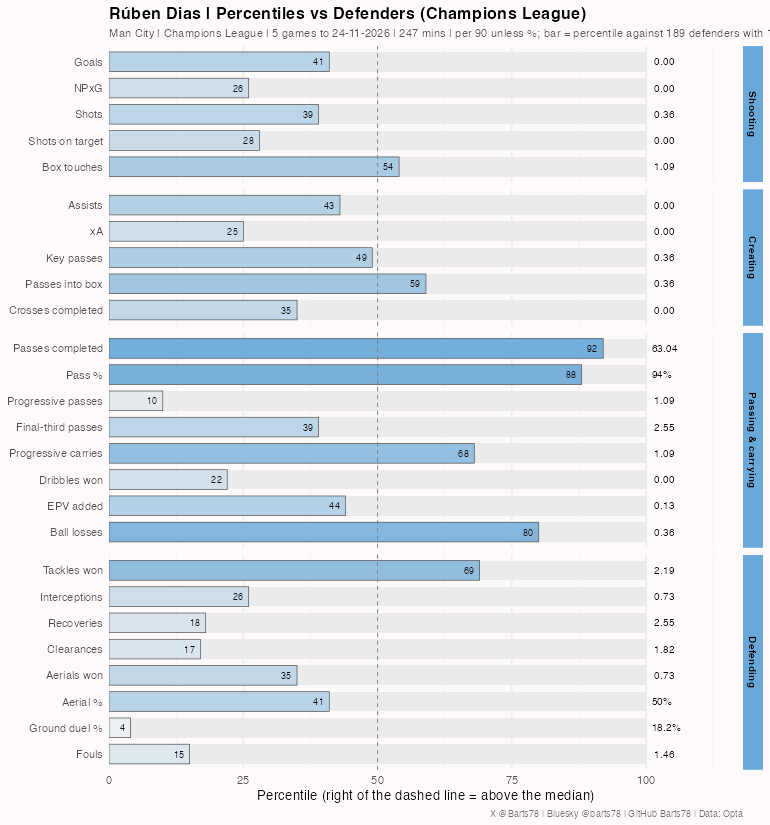 Rúben Dias | Percentiles vs Defenders (Champions League)
Man City | Champions League | 5 games to 24-11-2026 | 247 mins | per 90 unless %; bar = percentile against 189 defenders with
Goals 41 0.00
NPxG 26 0.00
Shots 39 0.36
Shots on target 28 0.00
Box touches 54 1.09
Shooting
Assists 43 0.00
xA 25 0.00
Key passes 49 0.36
Passes into box 59 0.36
Crosses completed 35 0.00
Creating
Passes completed 92 63.04
Pass % 88 94%
Progressive passes 10 1.09
Final-third passes 39 2.55
Progressive carries 68 1.09
Dribbles won 22 0.00
EPV added 44 0.13
Ball losses 80 0.36
Passing & carrying
Tackles won 69 2.19
Interceptions 26 0.73
Recoveries 18 2.55
Clearances 17 1.82
Aerials won 35 0.73
Aerial % 41 50%
Ground duel % 4 18.2%
Fouls 15 1.46
Defending
0 25 50 75 100
Percentile (right of the dashed line = above the median)
X @Barts78 | Bluesky @barts78 | GitHub Barts78 | Data: Opta